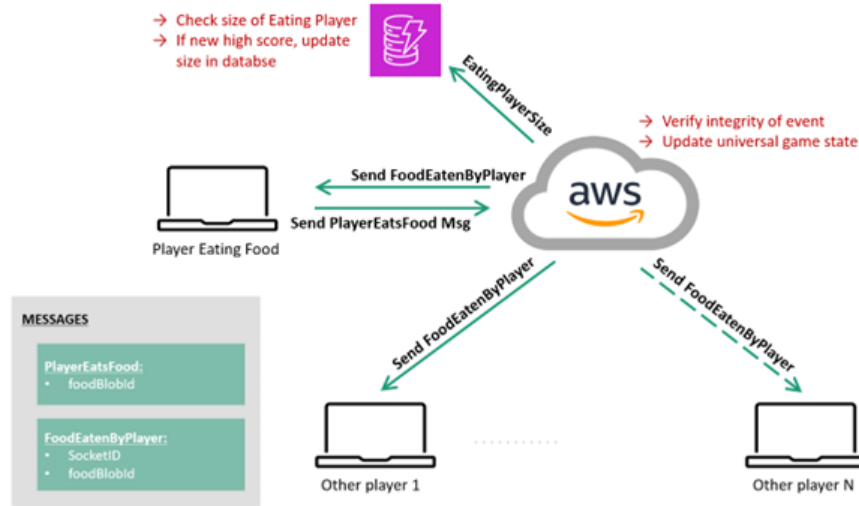 → Check size of Eating Player
→ If new high score, update
size in databse
EatingPlayerSize
→ Verify integrity of event
→ Update universal game state
aws
Send FoodEatenByPlayer
Send PlayerEatsFood Msg
Player Eating Food
Send FoodEatenByPlayer
Send FoodEatenByPlayer
MESSAGES
PlayerEatsFood:
• foodBlobId
FoodEatenByPlayer:
• SocketID
• foodBlobId
Other player 1
..........
Other player N